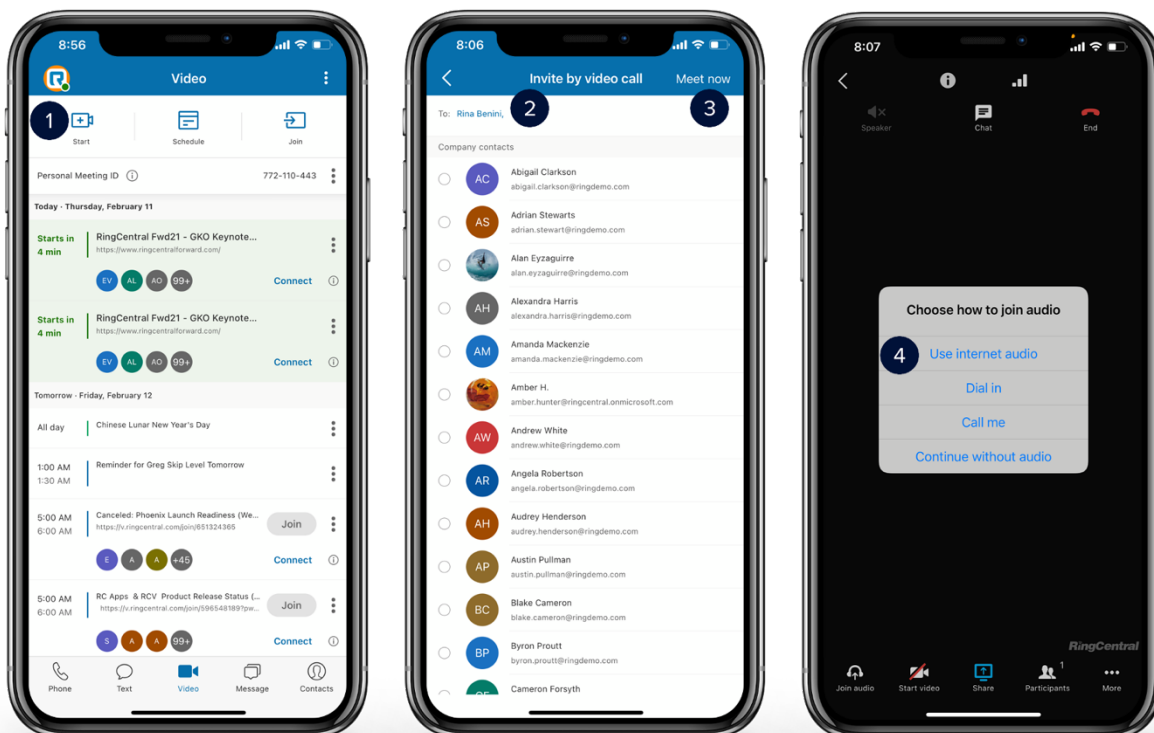 8:56
R
Video
1
Start
Schedule
Join
Personal Meeting ID
772-110-443
Today · Thursday, February 11
Starts in
4 min
RingCentral Fwd21 - GKO Keynote...
https://www.ringcentralforward.com/
EV AL AO 99+
Connect
Starts in
4 min
RingCentral Fwd21 - GKO Keynote...
https://www.ringcentralforward.com/
EV AL AO 99+
Connect
Tomorrow · Friday, February 12
All day
Chinese Lunar New Year's Day
1:00 AM
1:30 AM
Reminder for Greg Skip Level Tomorrow
5:00 AM
6:00 AM
Canceled: Phoenix Launch Readiness (We...
https://v.ringcentral.com/join/651324365
Join
E A A +45
Connect
5:00 AM
6:00 AM
RC Apps & RCV Product Release Status (...
https://v.ringcentral.com/join/596548189?pw...
Join
S A A 99+
Connect
Phone
Text
Video
Message
Contacts
8:06
Invite by video call
Meet now
To: Rina Benini,
2
3
Company contacts
AC
Abigail Clarkson
abigail.clarkson@ringdemo.com
AS
Adrian Stewarts
adrian.stewart@ringdemo.com
Alan Eyzaguirre
alan.eyzaguirre@ringdemo.com
AH
Alexandra Harris
alexandra.harris@ringdemo.com
AM
Amanda Mackenzie
amanda.mackenzie@ringdemo.com
Amber H.
amber.hunter@ringcentral.onmicrosoft.com
AW
Andrew White
andrew.white@ringdemo.com
AR
Angela Robertson
angela.robertson@ringdemo.com
AH
Audrey Henderson
audrey.henderson@ringdemo.com
AP
Austin Pullman
austin.pullman@ringdemo.com
BC
Blake Cameron
blake.cameron@ringdemo.com
BP
Byron Proutt
byron.proutt@ringdemo.com
CF
Cameron Forsyth
8:07
Speaker
Chat
End
Choose how to join audio
4
Use internet audio
Dial in
Call me
Continue without audio
RingCentral
Join audio
Start video
Share
1
Participants
More